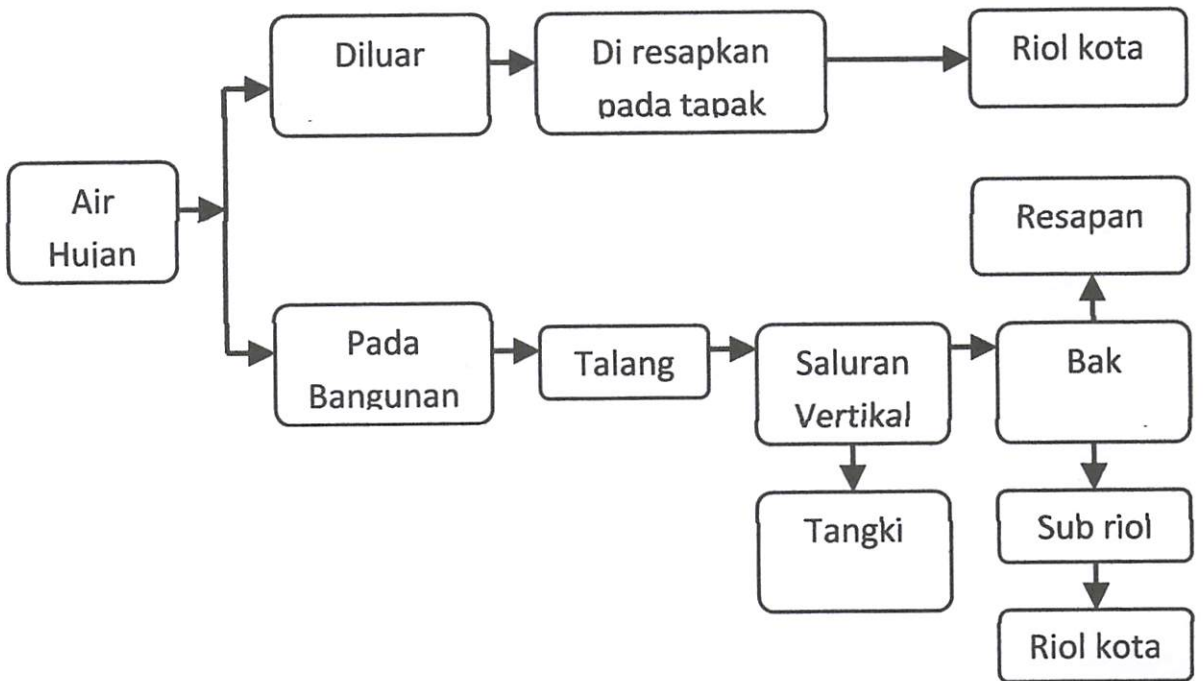 Diluar
Di resapkan
pada tapak
Riol kota
Air
Hujan
Resapan
Pada
Bangunan
Talang
Saluran
Vertikal
Bak
Tangki
Sub riol
Riol kota